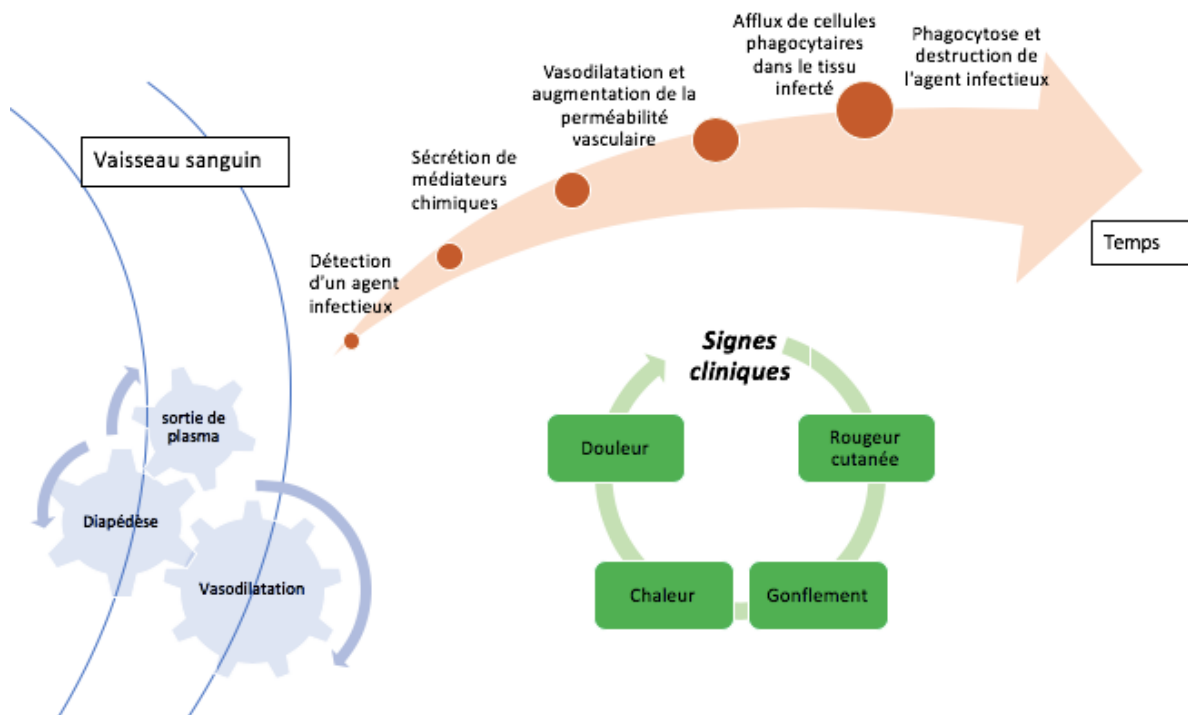 Afflux de cellules
phagocytaires
dans le tissu
infecté
Phagocytose et
destruction de
l'agent infectieux
Vasodilatation et
augmentation de la
perméabilité
vasculaire
Vaisseau sanguin
Sécrétion de
médiateurs
chimiques
Temps
Détection
d'un agent
infectieux
Signes
cliniques
sortie de
plasma
Douleur
Rougeur
cutanée
Diapédèse
Vasodilatation
Chaleur
Gonflement